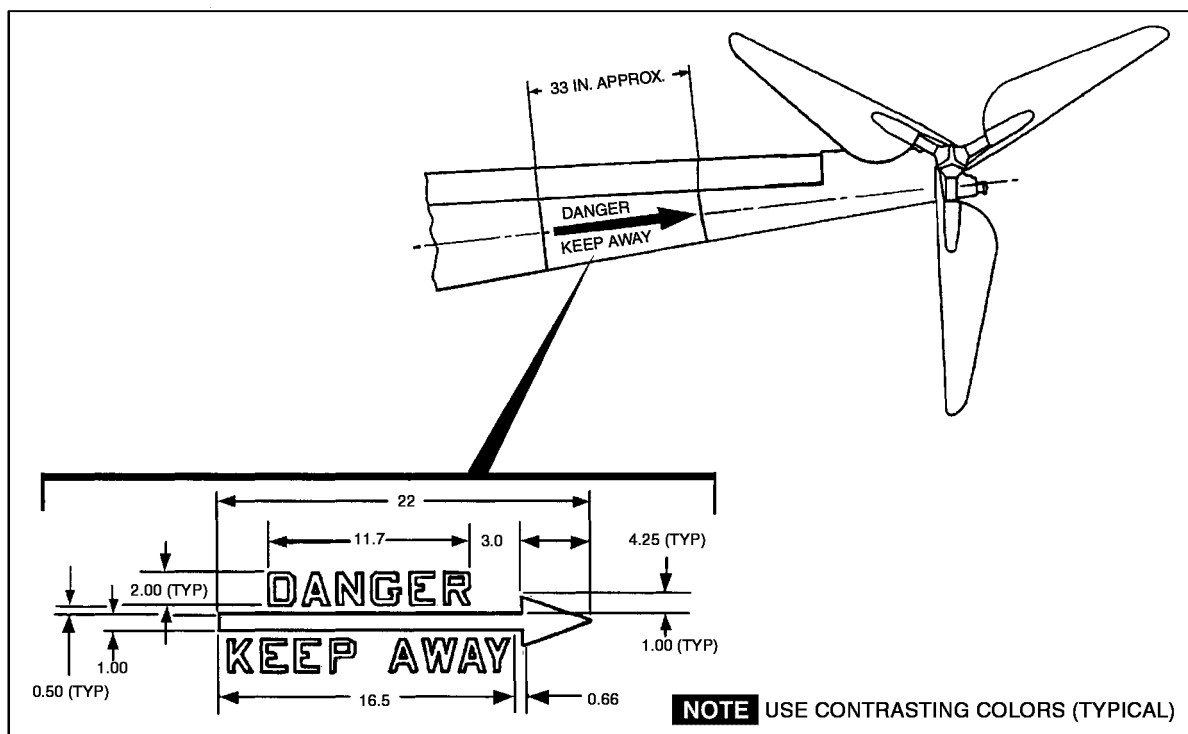 33 IN. APPROX.
DANGER
KEEP AWAY
22
11.7
3.0
4.25 (TYP)
2.00 (TYP)
DANGER
1.00 (TYP)
KEEP AWAY
1.00
0.50 (TYP)
16.5
0.66
NOTE USE CONTRASTING COLORS (TYPICAL)